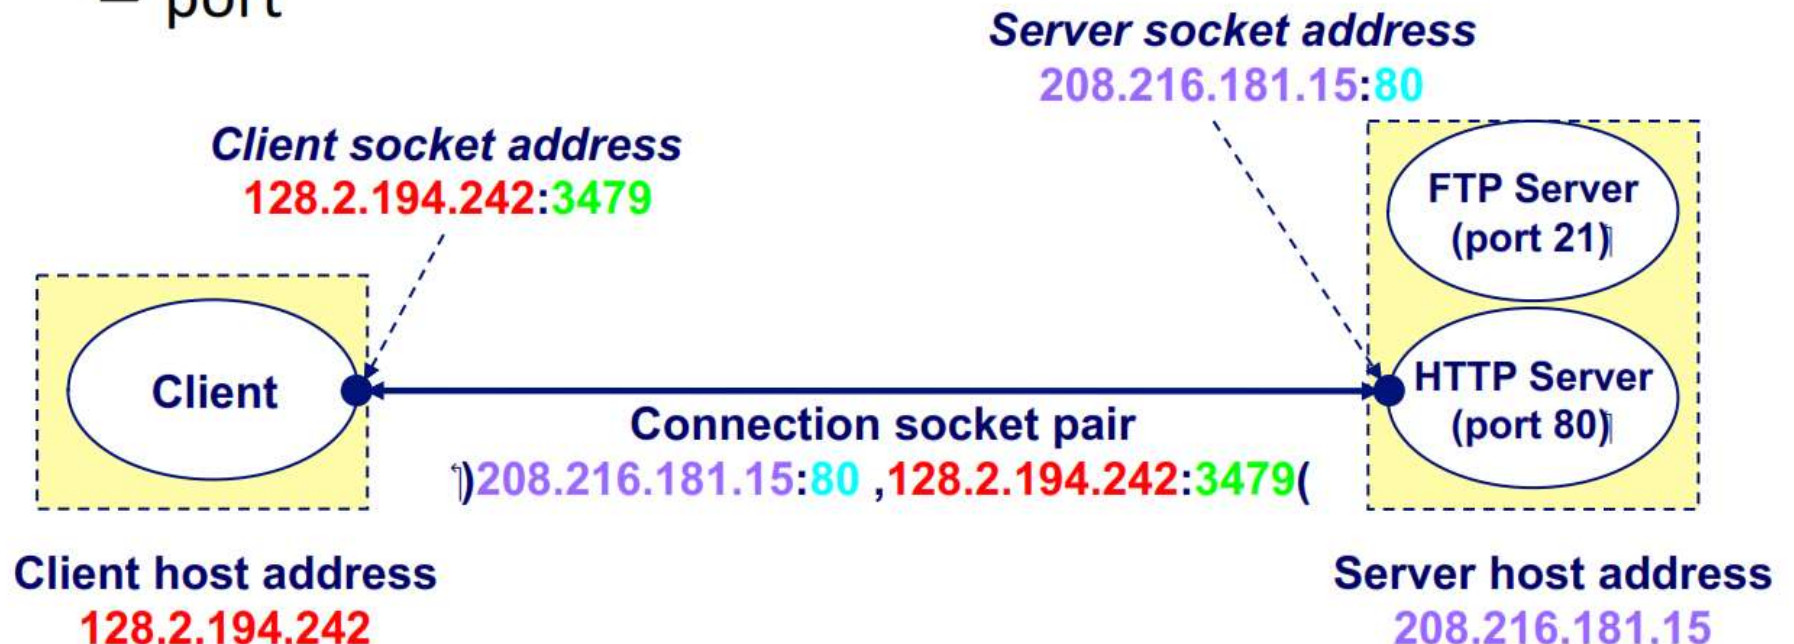 – port
Server socket address
208.216.181.15:80
Client socket address
128.2.194.242:3479
FTP Server
(port 21)
Client
HTTP Server
(port 80)
Connection socket pair
)208.216.181.15:80 ,128.2.194.242:3479(
Client host address
128.2.194.242
Server host address
208.216.181.15